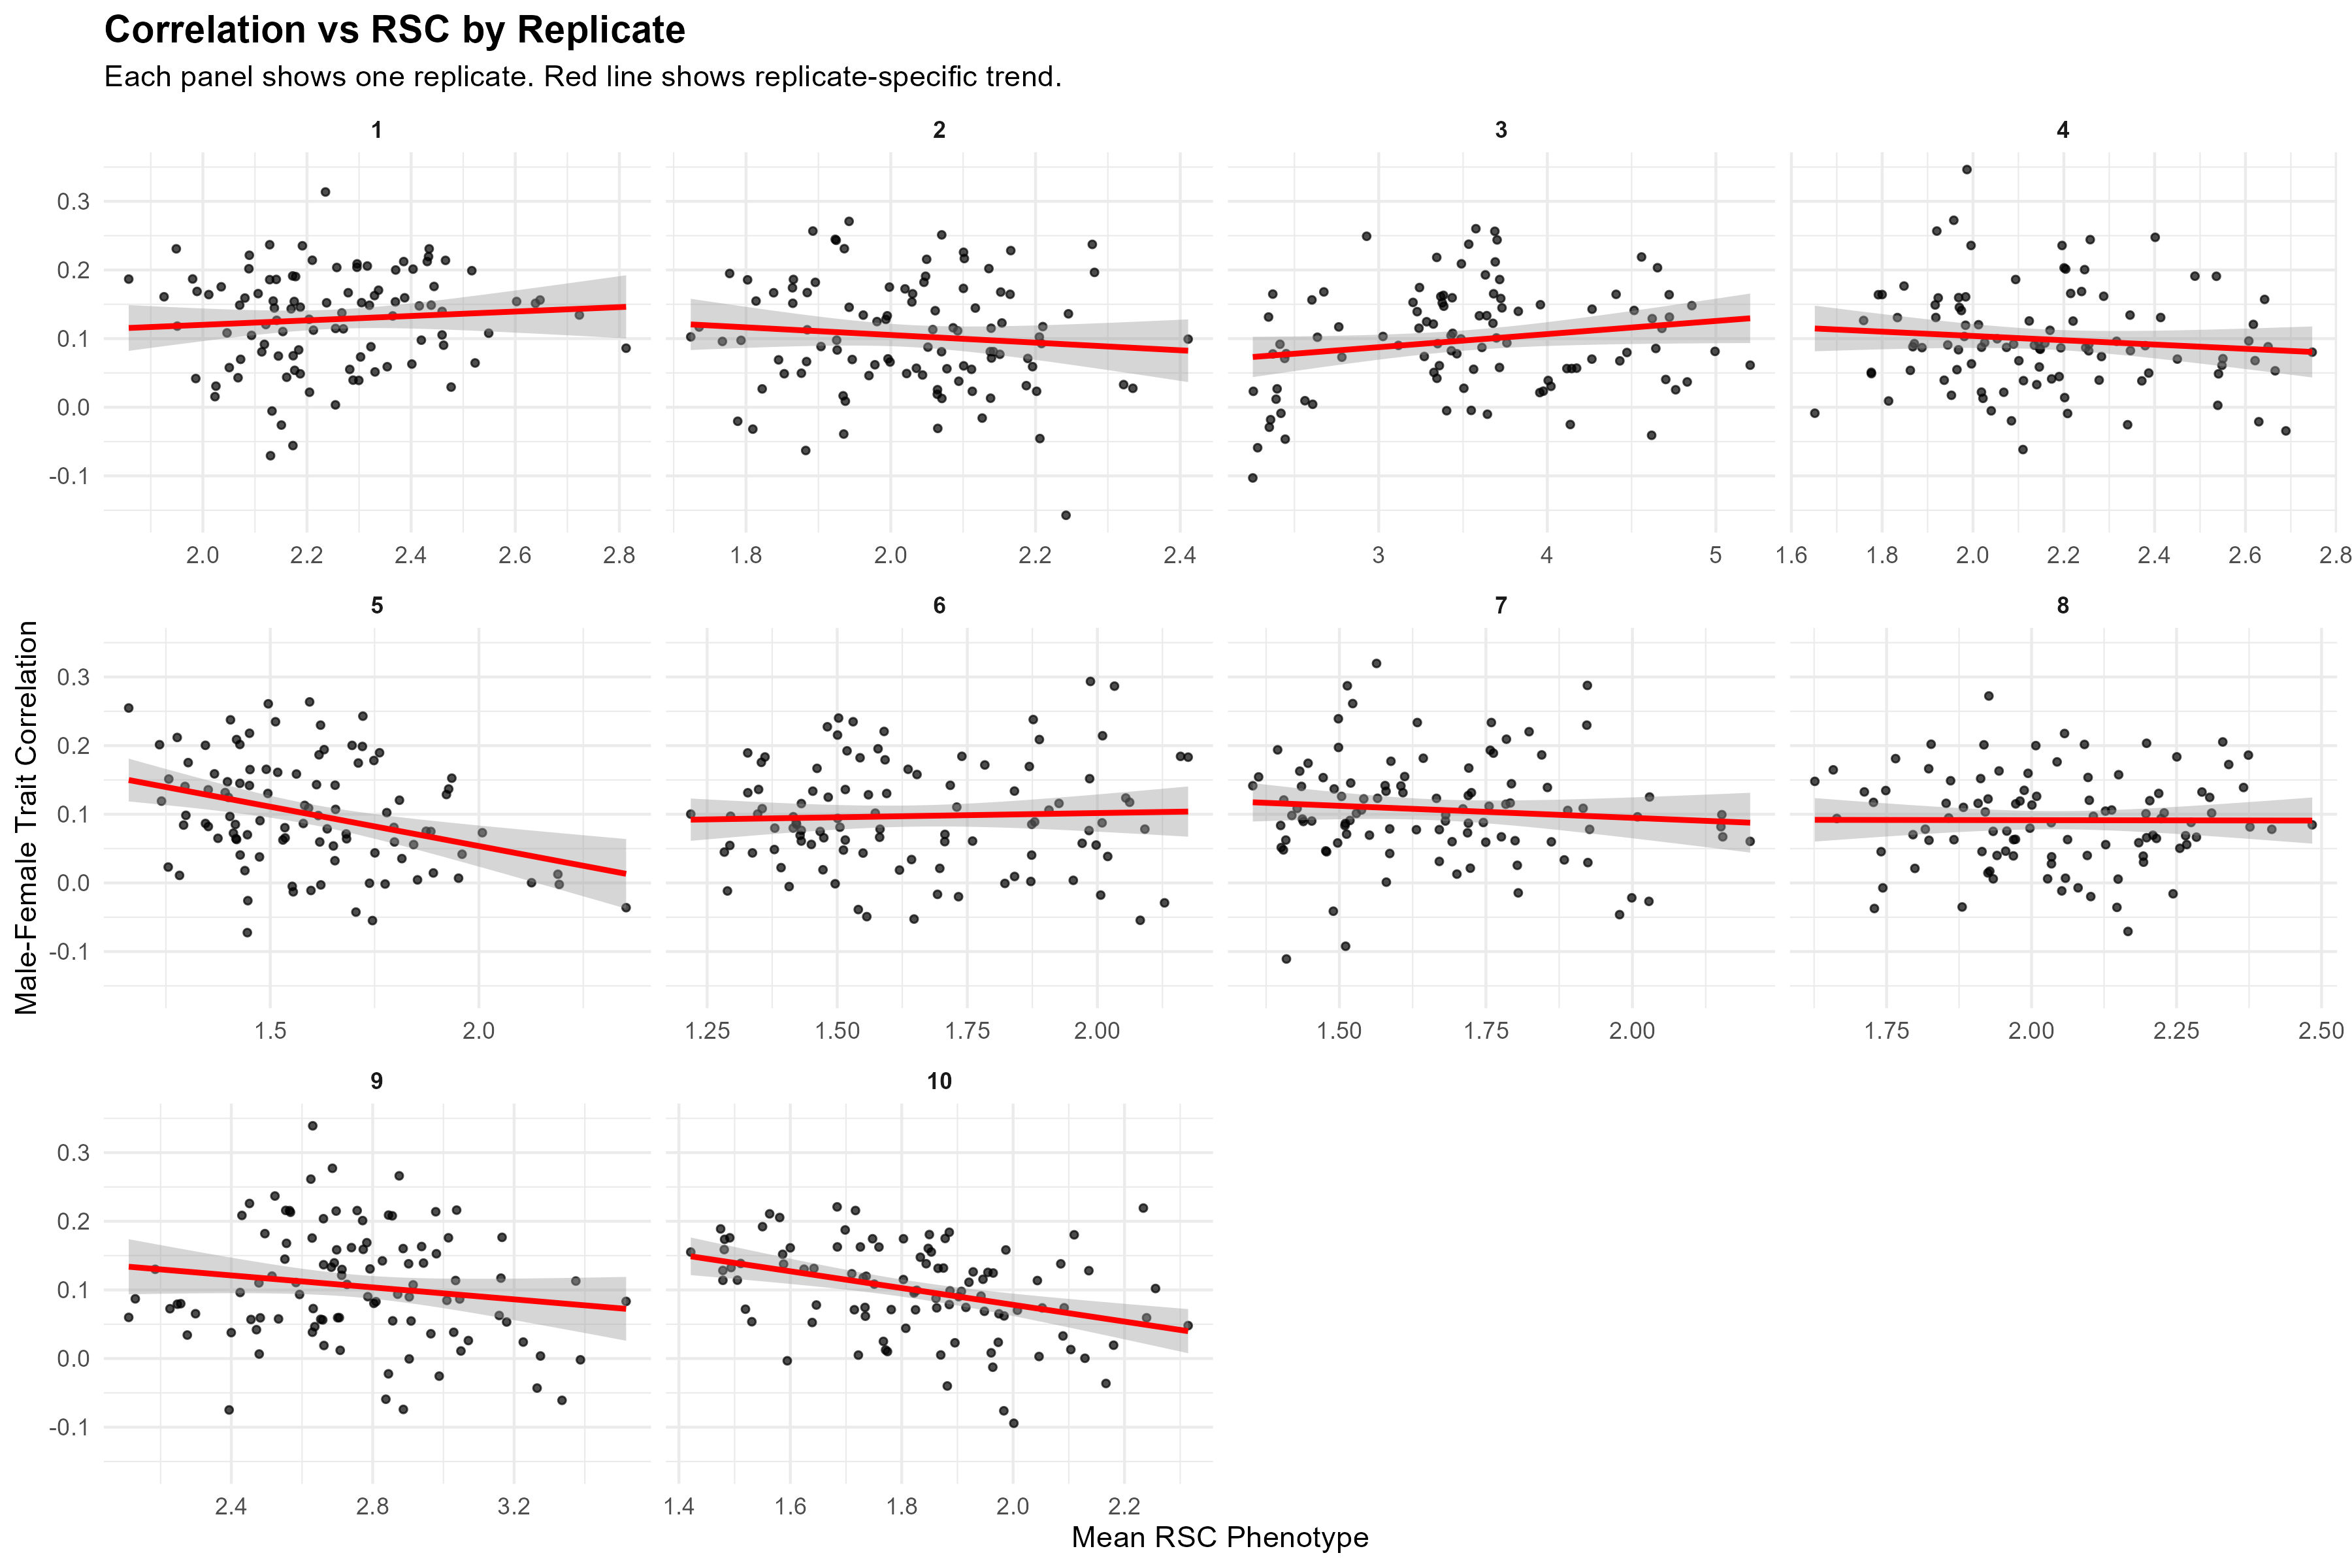 Correlation vs RSC by Replicate
Each panel shows one replicate. Red line shows replicate-specific trend.
1 2 3 4
0.3
0.2
0.1
0.0
-0.1
2.0 2.2 2.4 2.6 2.8 1.8 2.0 2.2 2.4 3 4 5 1.6 1.8 2.0 2.2 2.4 2.6 2.8
5 6 7 8
Male-Female Trait Correlation
0.3
0.2
0.1
0.0
-0.1
1.5 2.0 1.25 1.50 1.75 2.00 1.50 1.75 2.00 1.75 2.00 2.25 2.50
9 10
0.3
0.2
0.1
0.0
-0.1
2.4 2.8 3.2 1.4 1.6 1.8 2.0 2.2
Mean RSC Phenotype